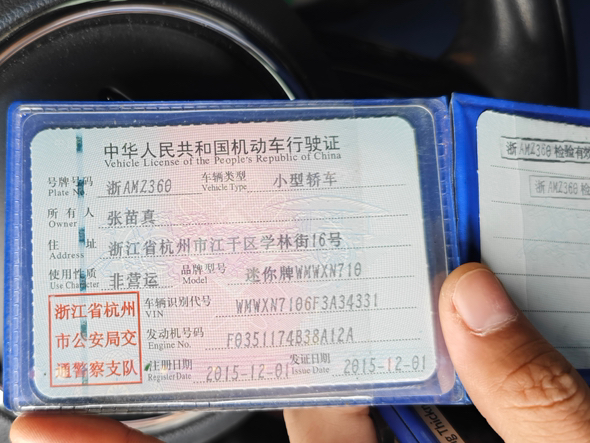 中华人民共和国机动车行驶证
Vehicle License of the People's Republic of China
号牌号码 浙AMZ360 车辆类型 小型轿车
Plate No. Vehicle Type
所有人 张苗真
Owner
住址 浙江省杭州市江干区学林街16号
Address
使用性质 非营运 品牌型号 迷你牌WMWXN710
Use Character Model
浙江省杭州
市公安局交
通警察支队
车辆识别代号 WMWXN7106F3A34331
VIN
发动机号码 F0351174B38A12A
Engine No.
注册日期 2015-12-01 发证日期 2015-12-01
Register Date Issue Date
浙AMZ360 检验有效
浙AMZ360 检验